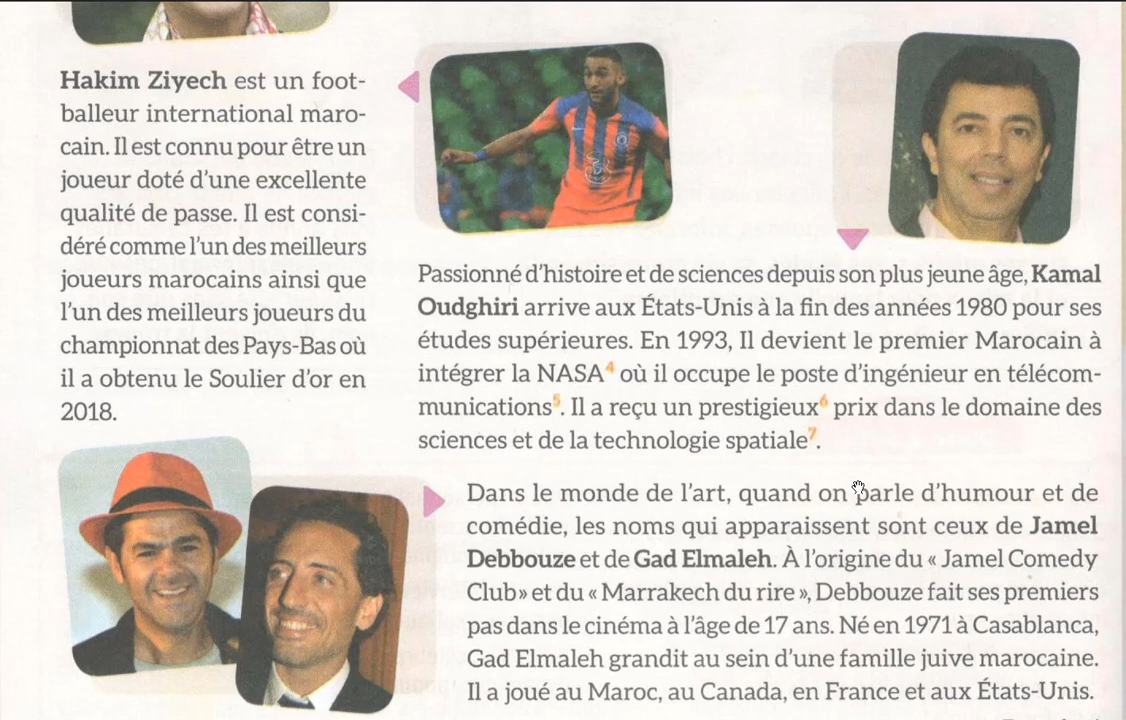 Hakim Ziyech est un foot-
balleur international maro-
cain. Il est connu pour être un
joueur doté d'une excellente
qualité de passe. Il est consi-
déré comme l'un des meilleurs
joueurs marocains ainsi que
l'un des meilleurs joueurs du
championnat des Pays-Bas où
il a obtenu le Soulier d'or en
2018.
Passionné d'histoire et de sciences depuis son plus jeune âge, Kamal
Oudghiri arrive aux États-Unis à la fin des années 1980 pour ses
études supérieures. En 1993, Il devient le premier Marocain à
intégrer la NASA⁴ où il occupe le poste d'ingénieur en télécom-
munications⁵. Il a reçu un prestigieux⁶ prix dans le domaine des
sciences et de la technologie spatiale⁷.
Dans le monde de l'art, quand on parle d'humour et de
comédie, les noms qui apparaissent sont ceux de Jamel
Debbouze et de Gad Elmaleh. À l'origine du « Jamel Comedy
Club » et du « Marrakech du rire », Debbouze fait ses premiers
pas dans le cinéma à l'âge de 17 ans. Né en 1971 à Casablanca,
Gad Elmaleh grandit au sein d'une famille juive marocaine.
Il a joué au Maroc, au Canada, en France et aux États-Unis.